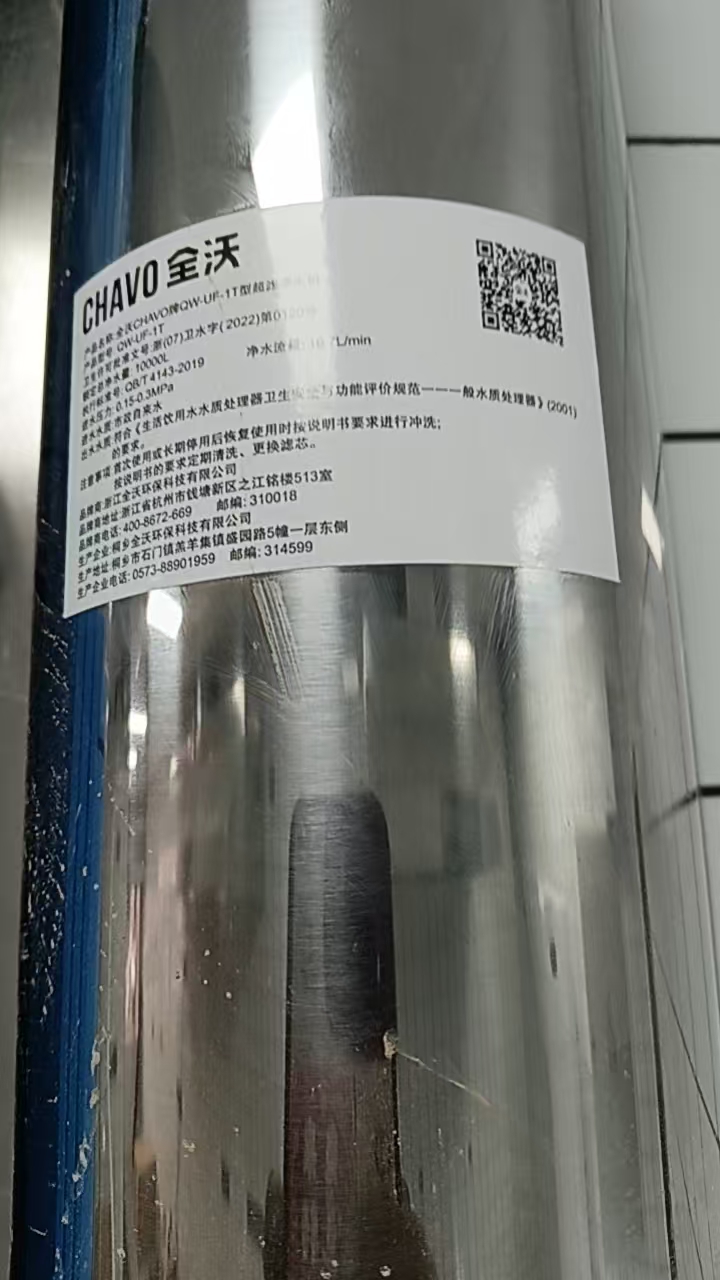 CHAVO 全沃
产品名称:全沃CHAVO牌QW-UF-1T型超
产品型号: QW-UF-1T
卫生许可批准文号:浙(07)卫水字( 2022)第
额定总净水量: 10000L 净水流 L/min
执行标准号: QB/T 4143-2019
进水压力: 0.15-0.3MPa
进水水质: 市政自来水
出水水质: 符合《生活饮用水水质处理器卫生 与功能评价规范——一般水质处理器》(2001)
的要求。
注意事项 首次使用或长期停用后恢复使用时按说明书要求进行冲洗;
按说明书的要求定期清洗、更换滤芯。
品牌商:浙江全沃环保科技有限公司
品牌商地址:浙江省杭州市钱塘新区之江铭楼513室
品牌商电话: 400-8672-669 邮编: 310018
生产企业: 桐乡全沃环保科技有限公司
生产地址: 桐乡市石门镇羔羊集镇盛园路5幢一层东侧
生产企业电话: 0573-88901959 邮编: 314599